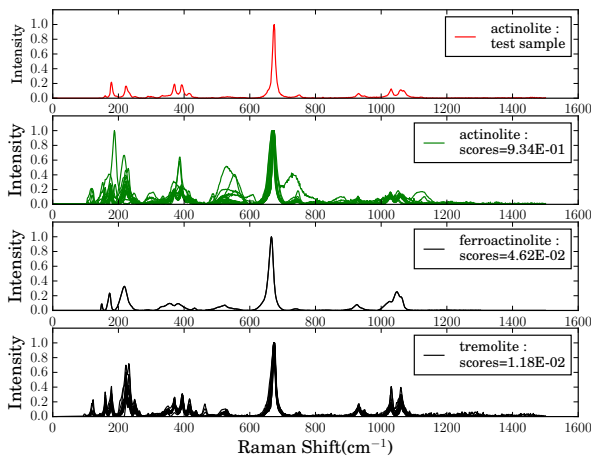 1.0
0.8
0.6
0.4
0.2
0.0
Intensity
actinolite :
test sample
0 200 400 600 800 1000 1200 1400 1600
1.0
0.8
0.6
0.4
0.2
0.0
Intensity
actinolite :
scores=9.34E-01
0 200 400 600 800 1000 1200 1400 1600
1.0
0.8
0.6
0.4
0.2
0.0
Intensity
ferroactinolite :
scores=4.62E-02
0 200 400 600 800 1000 1200 1400 1600
1.0
0.8
0.6
0.4
0.2
0.0
Intensity
tremolite :
scores=1.18E-02
0 200 400 600 800 1000 1200 1400 1600
Raman Shift(cm⁻¹)